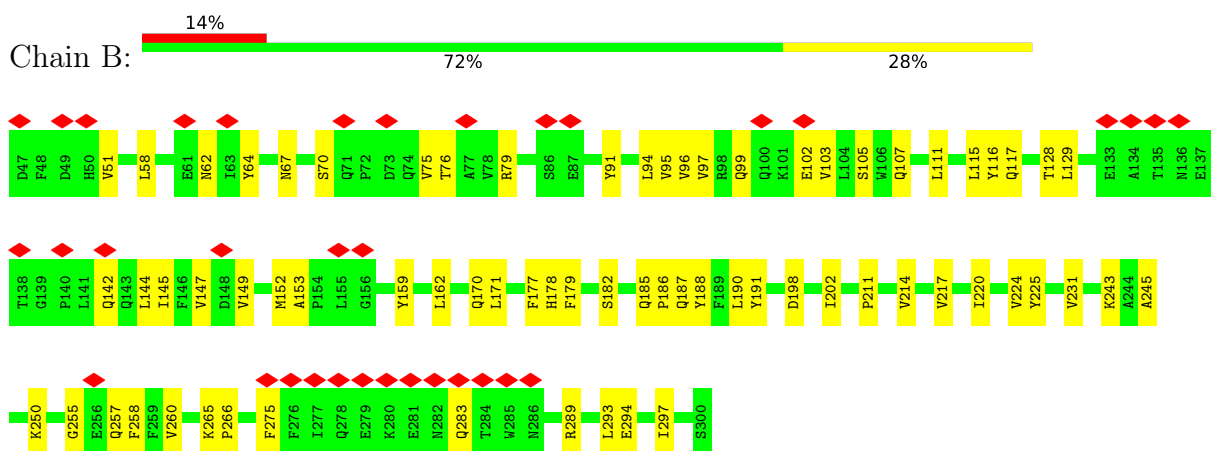 14%
Chain B:
72% 28%
D47 F48 D49 H50 V51 L58 E61 N62 I63 Y64 N67 S70 Q71 P72 D73 Q74 V75 T76 A77 V78 R79 S86 E87 Y91 L94 V95 V96 V97 R98 Q99 Q100 K101 E102 V103 L104 S105 W106 Q107 L111 L115 Y116 Q117 T128 L129 E133 A134 T135 N136 E137
T138 G139 P140 L141 Q142 Q143 L144 I145 F146 V147 D148 V149 M152 A153 P154 L155 G156 Y159 L162 Q170 L171 F177 H178 F179 S182 Q185 P186 Q187 Y188 F189 L190 Y191 D198 I202 P211 V214 V217 I220 V224 Y225 V231 K243 A244 A245
K250 G255 E256 Q257 F258 F259 V260 K265 P266 F275 F276 I277 Q278 E279 K280 E281 N282 Q283 T284 W285 N286 R289 L293 E294 I297 S300